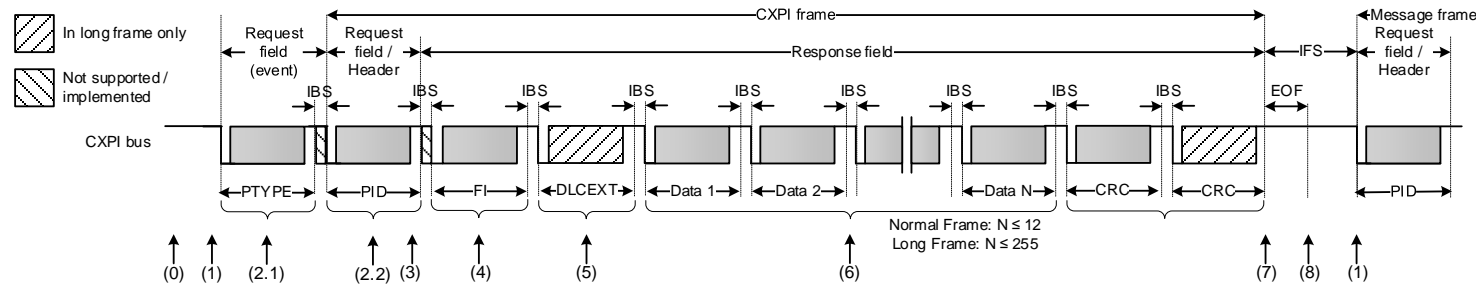 CXPI frame
Message frame
In long frame only
Request
field
(event)
Request
field /
Header
Response field
IFS
Request
field /
Header
Not supported /
implemented
IBS
IBS
IBS
IBS
IBS
IBS
IBS
IBS
IBS
EOF
CXPI bus
PTYPE
PID
FI
DLCEXT
Data 1
Data 2
Data N
CRC
CRC
PID
Normal Frame: N ≤ 12
Long Frame: N ≤ 255
(0)
(1)
(2.1)
(2.2)
(3)
(4)
(5)
(6)
(7)
(8)
(1)